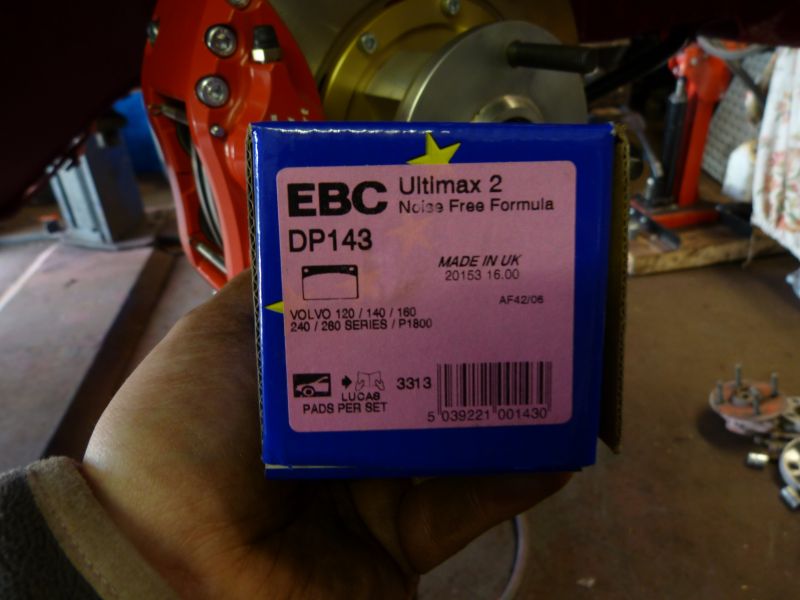 EBC Ultimax 2
Noise Free Formula
DP143
MADE IN UK
20153 16.00
AF42/06
VOLVO 120 / 140 / 160
240 / 260 SERIES / P1800
LUCAS
3313
PADS PER SET
5 039221 001430